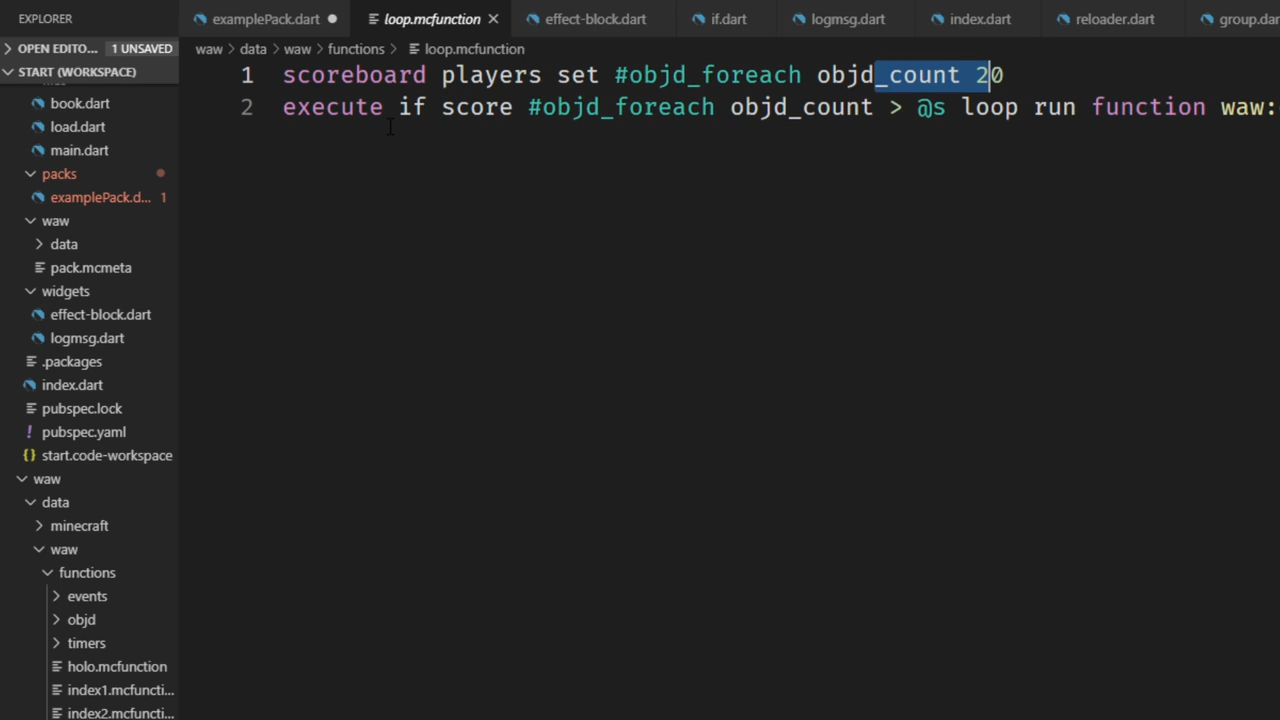 EXPLORER
examplePack.dart
loop.mcfunction
effect-block.dart
if.dart
logmsg.dart
index.dart
reloader.dart
group.dar
OPEN EDITO... 1 UNSAVED
waw > data > waw > functions > loop.mcfunction
START (WORKSPACE)
book.dart
load.dart
main.dart
packs
examplePack.d... 1
waw
data
pack.mcmeta
widgets
effect-block.dart
logmsg.dart
.packages
index.dart
pubspec.lock
! pubspec.yaml
{} start.code-workspace
waw
data
minecraft
waw
functions
events
objd
timers
holo.mcfunction
index1.mcfuncti...
index2.mcfuncti...
1 scoreboard players set #objd_foreach objd_count 20
2 execute if score #objd_foreach objd_count > @s loop run function waw: